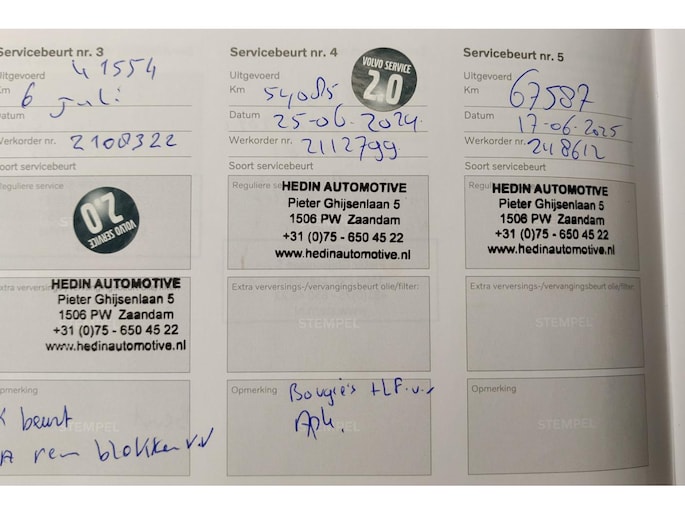 Servicebeurt nr. 3
Uitgevoerd
Km 41554
Datum 6 juli
Werkorder nr. 2108322
Soort servicebeurt
Reguliere service
VOLVO SERVICE
2.0
HEDIN AUTOMOTIVE
Pieter Ghijsenlaan 5
1506 PW Zaandam
+31 (0)75 - 650 45 22
www.hedinautomotive.nl
Opmerking
beurt
rem blokken v.v
Servicebeurt nr. 4
VOLVO SERVICE
2.0
Uitgevoerd
Km 54085
Datum 25-06-2024.
Werkorder nr. 2112799
Soort servicebeurt
Reguliere se
HEDIN AUTOMOTIVE
Pieter Ghijsenlaan 5
1506 PW Zaandam
+31 (0)75 - 650 45 22
www.hedinautomotive.nl
Extra verversings-/vervangingsbeurt olie/filter:
STEMPEL
Opmerking
Bougie's
STEMPEL
Servicebeurt nr. 5
Uitgevoerd
Km 67587
Datum 17-06-2025
Werkorder nr. 248612
Soort servicebeurt
HEDIN AUTOMOTIVE
Pieter Ghijsenlaan 5
1506 PW Zaandam
+31 (0)75 - 650 45 22
www.hedinautomotive.nl
Extra verversings-/vervangingsbeurt olie/filter:
STEMPEL
Opmerking
STEMPEL